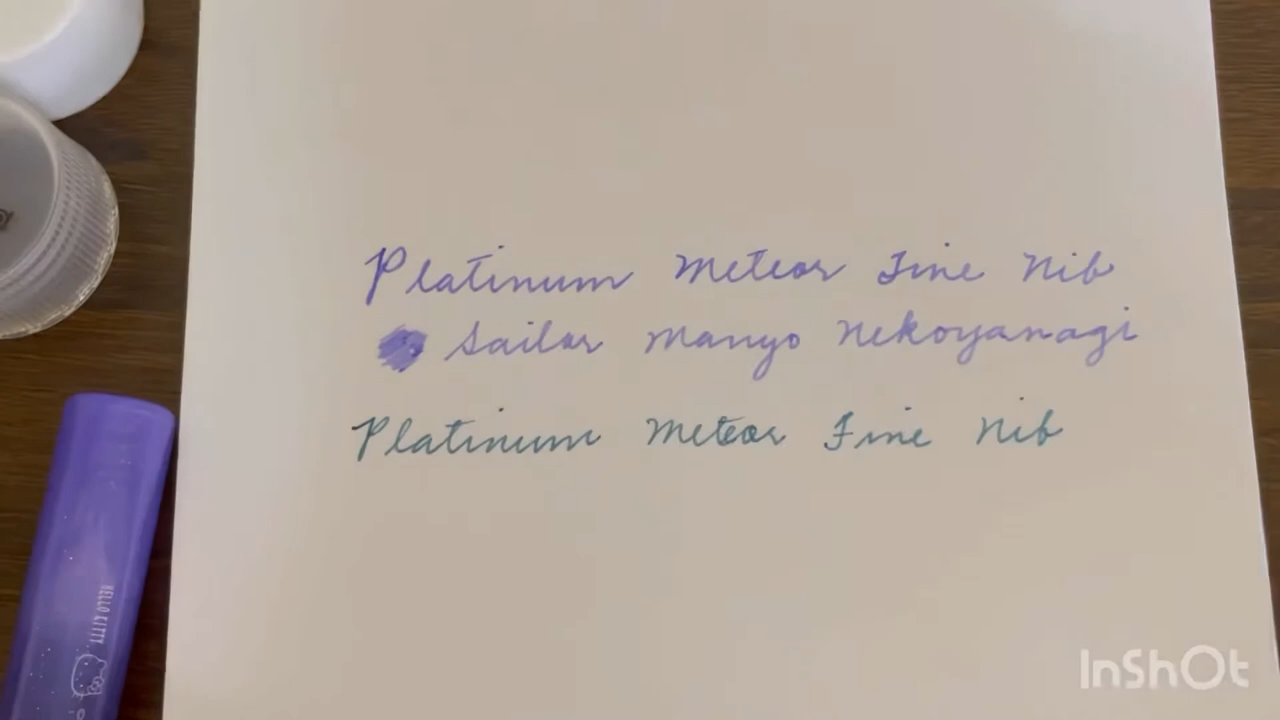 Platinum Meteor Fine Nib
Sailor Manyo Nekoyanagi
Platinum Meteor Fine Nib
HELLO KITTY
InShOt